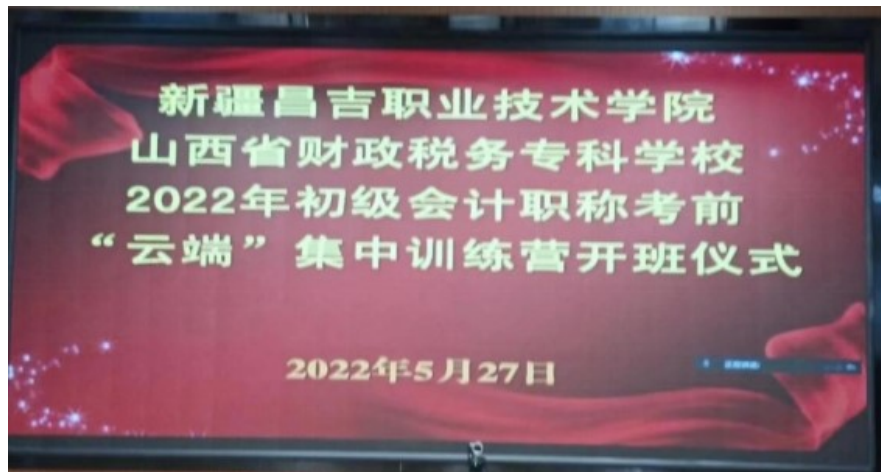 新疆昌吉职业技术学院
山西省财政税务专科学校
2022年初级会计职称考前
“云端”集中训练营开班仪式
2022年5月27日